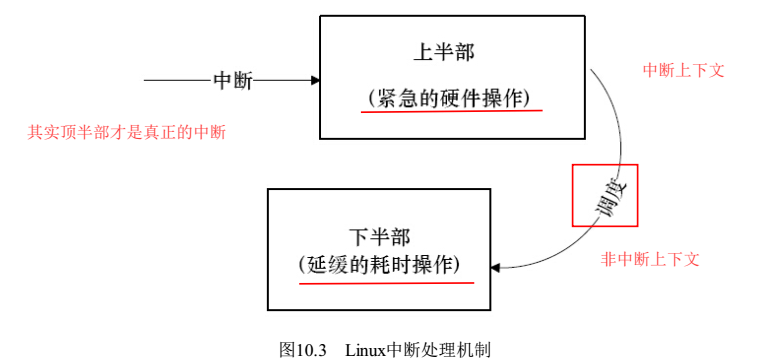 上半部
中断
(紧急的硬件操作)
中断上下文
其实顶半部才是真正的中断
调度
下半部
(延缓的耗时操作)
非中断上下文
图10.3 Linux中断处理机制